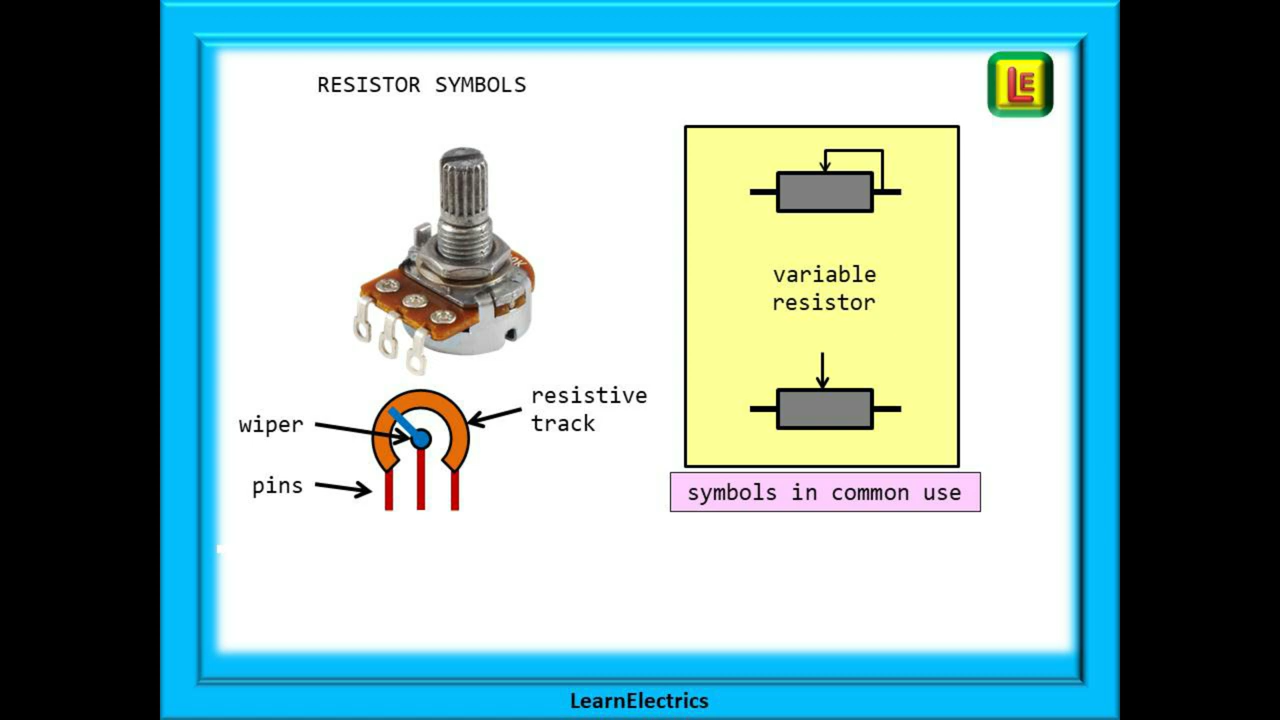 RESISTOR SYMBOLS
LE
variable
resistor
resistive
track
wiper
pins
symbols in common use
LearnElectrics